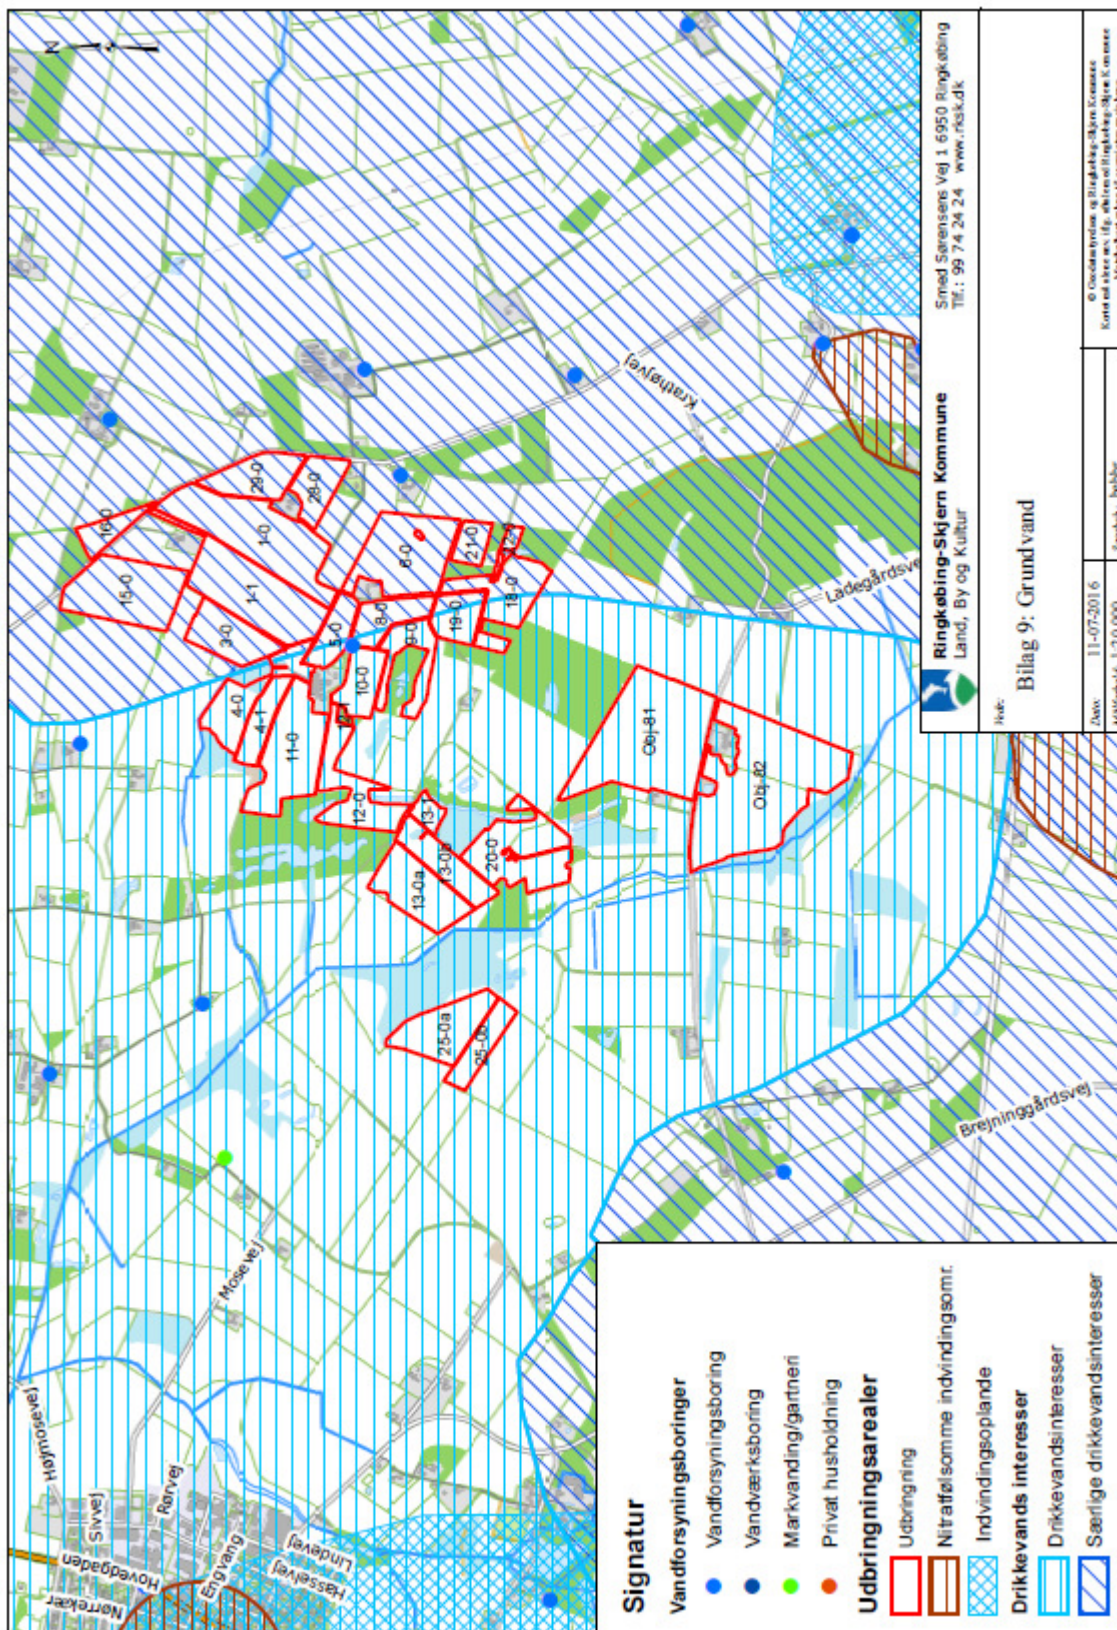 N
16-0
15-0
29-0
28-0
1-0
1-1
3-0
6-0
21-0
22-0
18-0
19-0
8-0
9-0
5-0
10-0
4-0
4-1
11-0
12-1
12-0
13-1
13-0b
13-0a
20-0
25-0a
25-0b
Obj-81
Obj-82
Krathøjvej
Ladegårdsvej
Brejninggårdsvej
Mosevej
Højmosevej
Sivvej
Rørvej
Hovedgaden
Nørrekær
Engvang
Hasselvej
Lindevej
Signatur
Vandforsyningsboringer
Vandforsyningsboring
Vandværksboring
Markvanding/gartneri
Privat husholdning
Udbringningsarealer
Udbringning
Nitratfølsomme indvindingsomr.
Indvindingsoplande
Drikkevands interesser
Drikkevandsinteresser
Særlige drikkevandsinteresser
Ringkøbing-Skjern Kommune
Land, By og Kultur
Smed Sørensens Vej 1 6950 Ringkøbing
Tlf.: 99 74 24 24 www.rksk.dk
Bilag 9: Grundvand
Dato: 11-07-2016